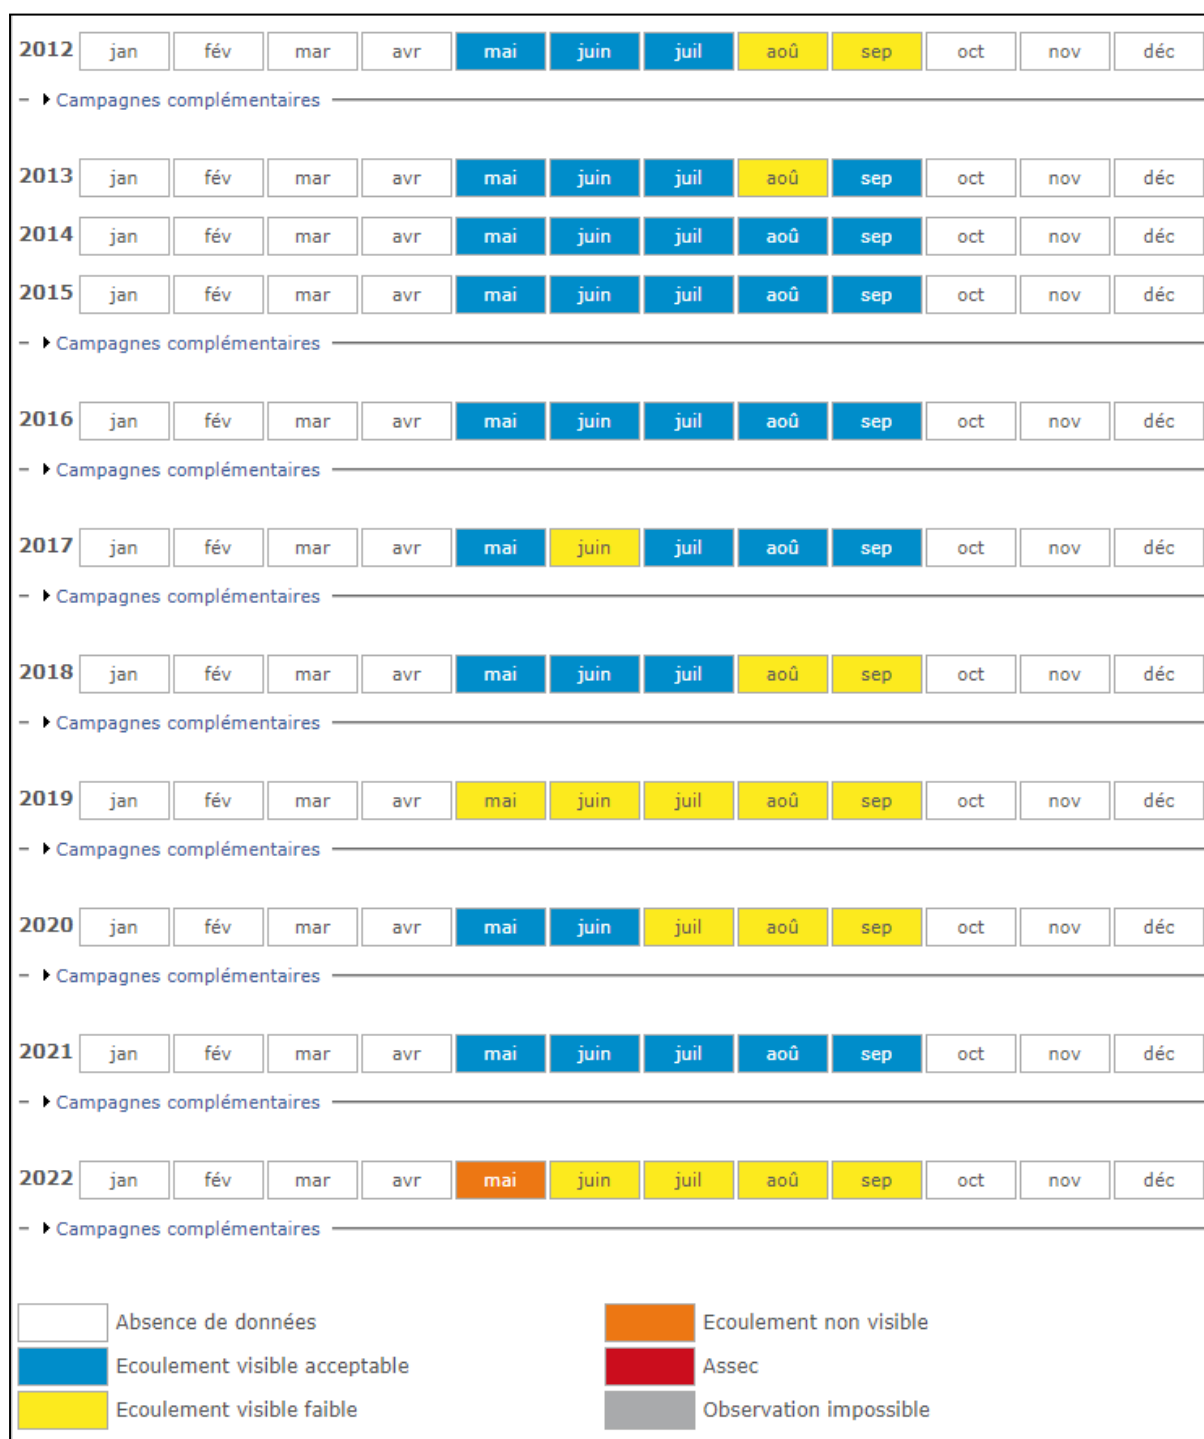 2012 jan fév mar avr mai juin juil aoû sep oct nov déc
Campagnes complémentaires
2013 jan fév mar avr mai juin juil aoû sep oct nov déc
2014 jan fév mar avr mai juin juil aoû sep oct nov déc
2015 jan fév mar avr mai juin juil aoû sep oct nov déc
Campagnes complémentaires
2016 jan fév mar avr mai juin juil aoû sep oct nov déc
Campagnes complémentaires
2017 jan fév mar avr mai juin juil aoû sep oct nov déc
Campagnes complémentaires
2018 jan fév mar avr mai juin juil aoû sep oct nov déc
Campagnes complémentaires
2019 jan fév mar avr mai juin juil aoû sep oct nov déc
Campagnes complémentaires
2020 jan fév mar avr mai juin juil aoû sep oct nov déc
Campagnes complémentaires
2021 jan fév mar avr mai juin juil aoû sep oct nov déc
Campagnes complémentaires
2022 jan fév mar avr mai juin juil aoû sep oct nov déc
Campagnes complémentaires
Absence de données
Ecoulement visible acceptable
Ecoulement visible faible
Ecoulement non visible
Assec
Observation impossible